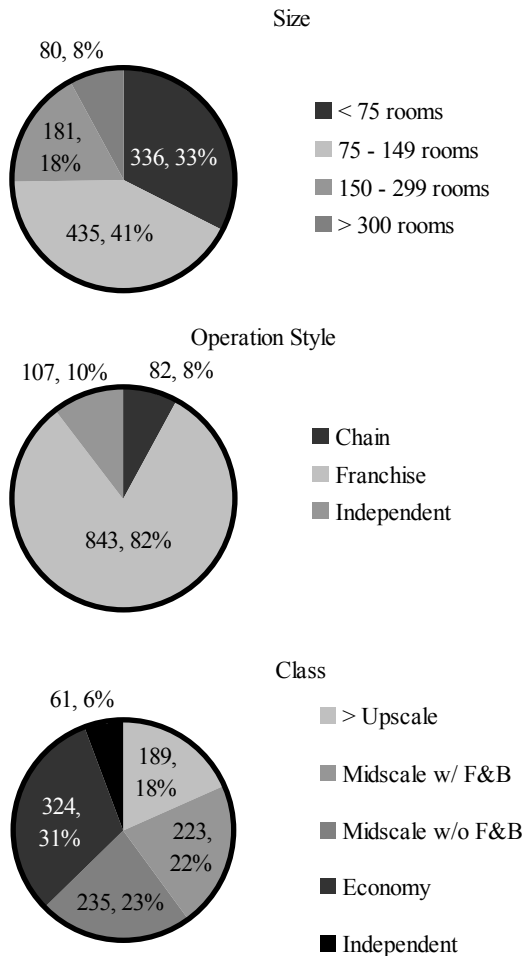 Size
80, 8%
336, 33%
181,
18%
435, 41%
< 75 rooms
75 - 149 rooms
150 - 299 rooms
> 300 rooms
Operation Style
107, 10%
82, 8%
843, 82%
Chain
Franchise
Independent
Class
61, 6%
189,
18%
324,
31%
223,
22%
235, 23%
> Upscale
Midscale w/ F&B
Midscale w/o F&B
Economy
Independent